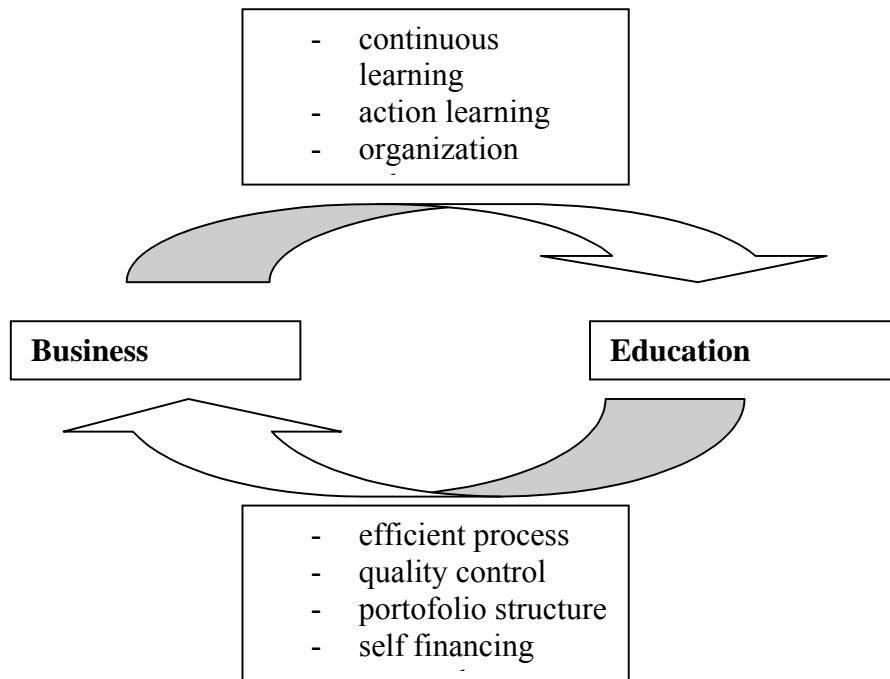 - continuous
learning
- action learning
- organization
Business
Education
- efficient process
- quality control
- portofolio structure
- self financing